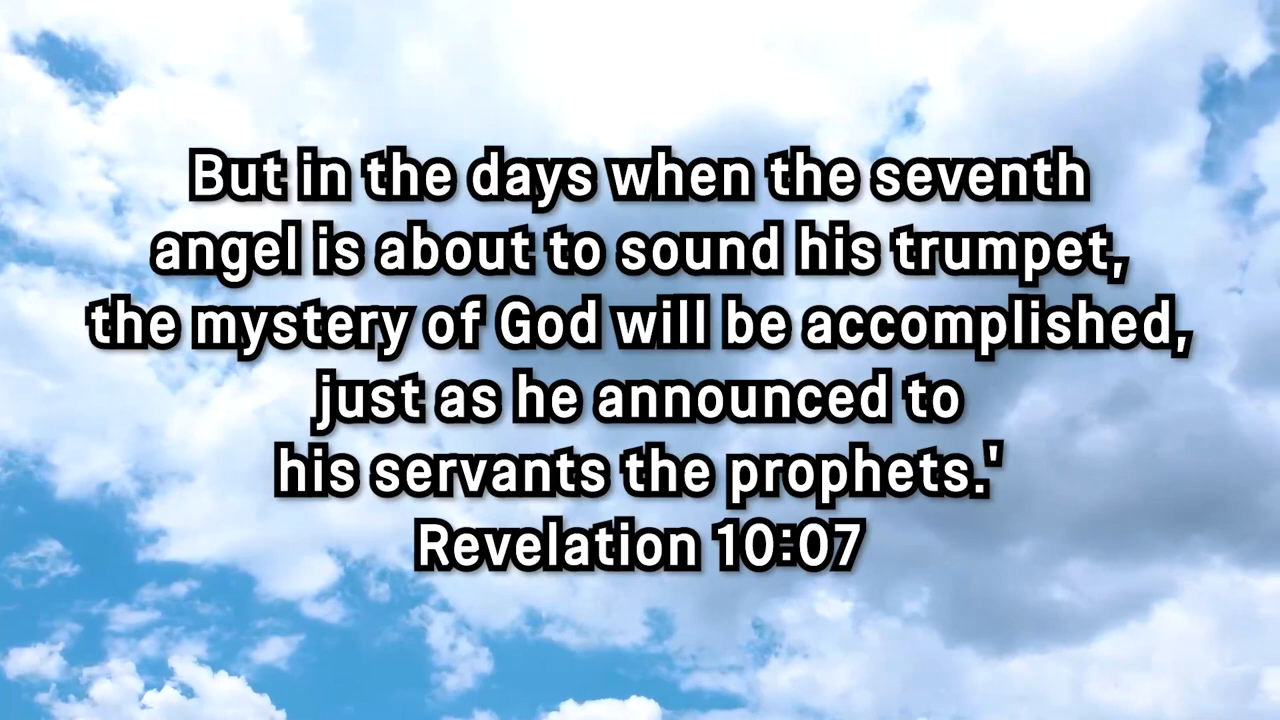 But in the days when the seventh
angel is about to sound his trumpet,
the mystery of God will be accomplished,
just as he announced to
his servants the prophets.'
Revelation 10:07